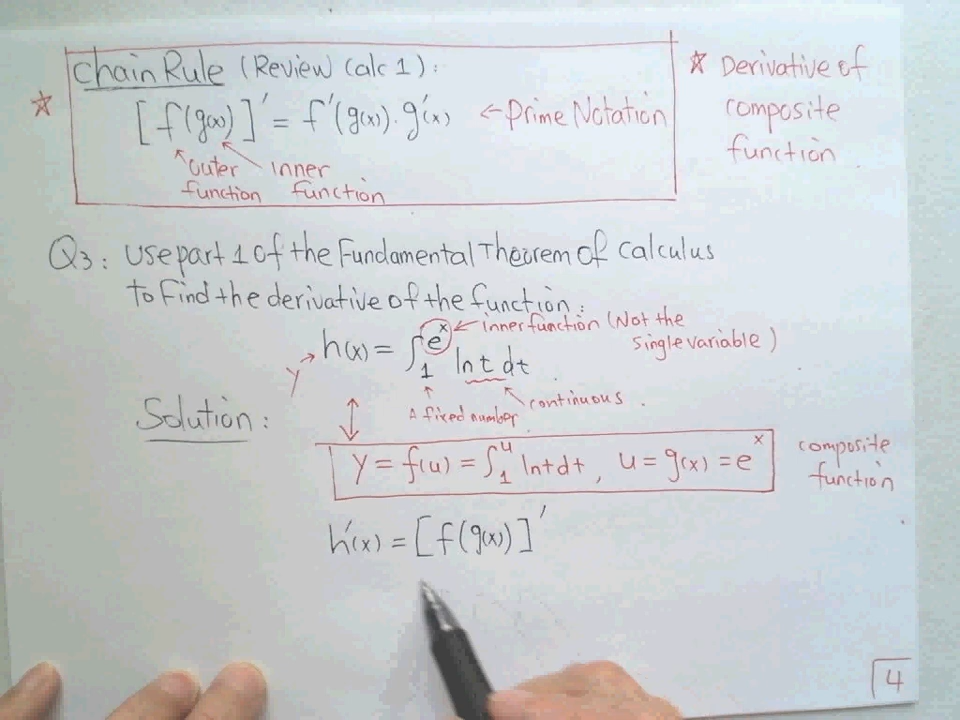 Chain Rule (Review Calc 1):
[f(g(x))]' = f'(g(x)). g'(x) ← Prime Notation
outer function
inner function
☆ Derivative of
composite
function
Q3: Use part 1 of the Fundamental Theorem of Calculus
to Find the derivative of the function:
y → h(x) = ∫₁^(e^x) ln t dt
← inner function (Not the
single variable)
A fixed number
continuous
Solution:
y = f(u) = ∫₁^u ln t dt, u = g(x) = e^x
composite
function
h'(x) = [f(g(x))]'
4